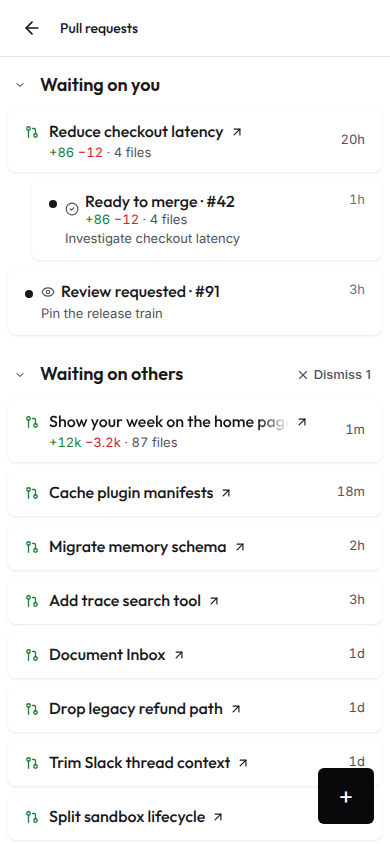 Pull requests
Waiting on you
Reduce checkout latency
20h
+86 −12 · 4 files
Ready to merge · #42
1h
+86 −12 · 4 files
Investigate checkout latency
Review requested · #91
3h
Pin the release train
Waiting on others
Dismiss 1
Show your week on the home page
1m
+12k −3.2k · 87 files
Cache plugin manifests
18m
Migrate memory schema
2h
Add trace search tool
3h
Document Inbox
1d
Drop legacy refund path
1d
Trim Slack thread context
1d
+
Split sandbox lifecycle